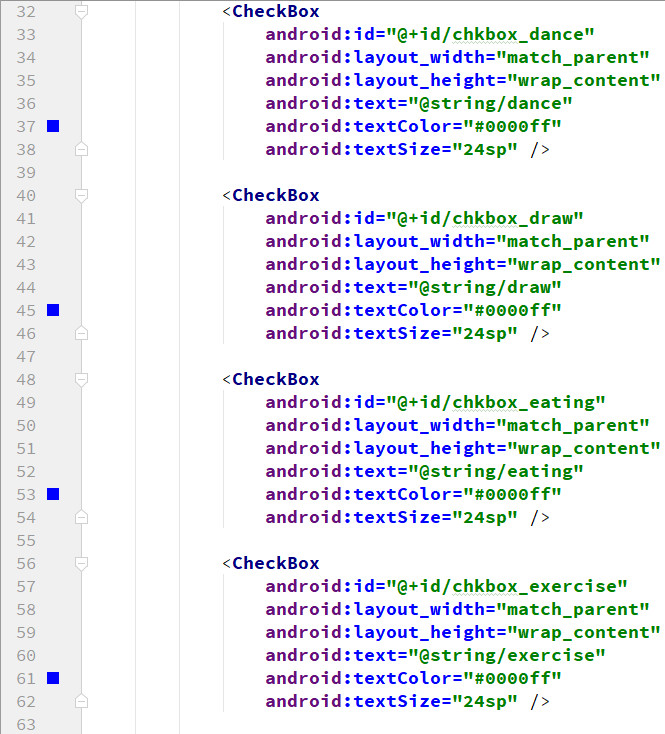 32 <CheckBox
33 android:id="@+id/chkbox_dance"
34 android:layout_width="match_parent"
35 android:layout_height="wrap_content"
36 android:text="@string/dance"
37 android:textColor="#0000ff"
38 android:textSize="24sp" />
39
40 <CheckBox
41 android:id="@+id/chkbox_draw"
42 android:layout_width="match_parent"
43 android:layout_height="wrap_content"
44 android:text="@string/draw"
45 android:textColor="#0000ff"
46 android:textSize="24sp" />
47
48 <CheckBox
49 android:id="@+id/chkbox_eating"
50 android:layout_width="match_parent"
51 android:layout_height="wrap_content"
52 android:text="@string/eating"
53 android:textColor="#0000ff"
54 android:textSize="24sp" />
55
56 <CheckBox
57 android:id="@+id/chkbox_exercise"
58 android:layout_width="match_parent"
59 android:layout_height="wrap_content"
60 android:text="@string/exercise"
61 android:textColor="#0000ff"
62 android:textSize="24sp" />
63